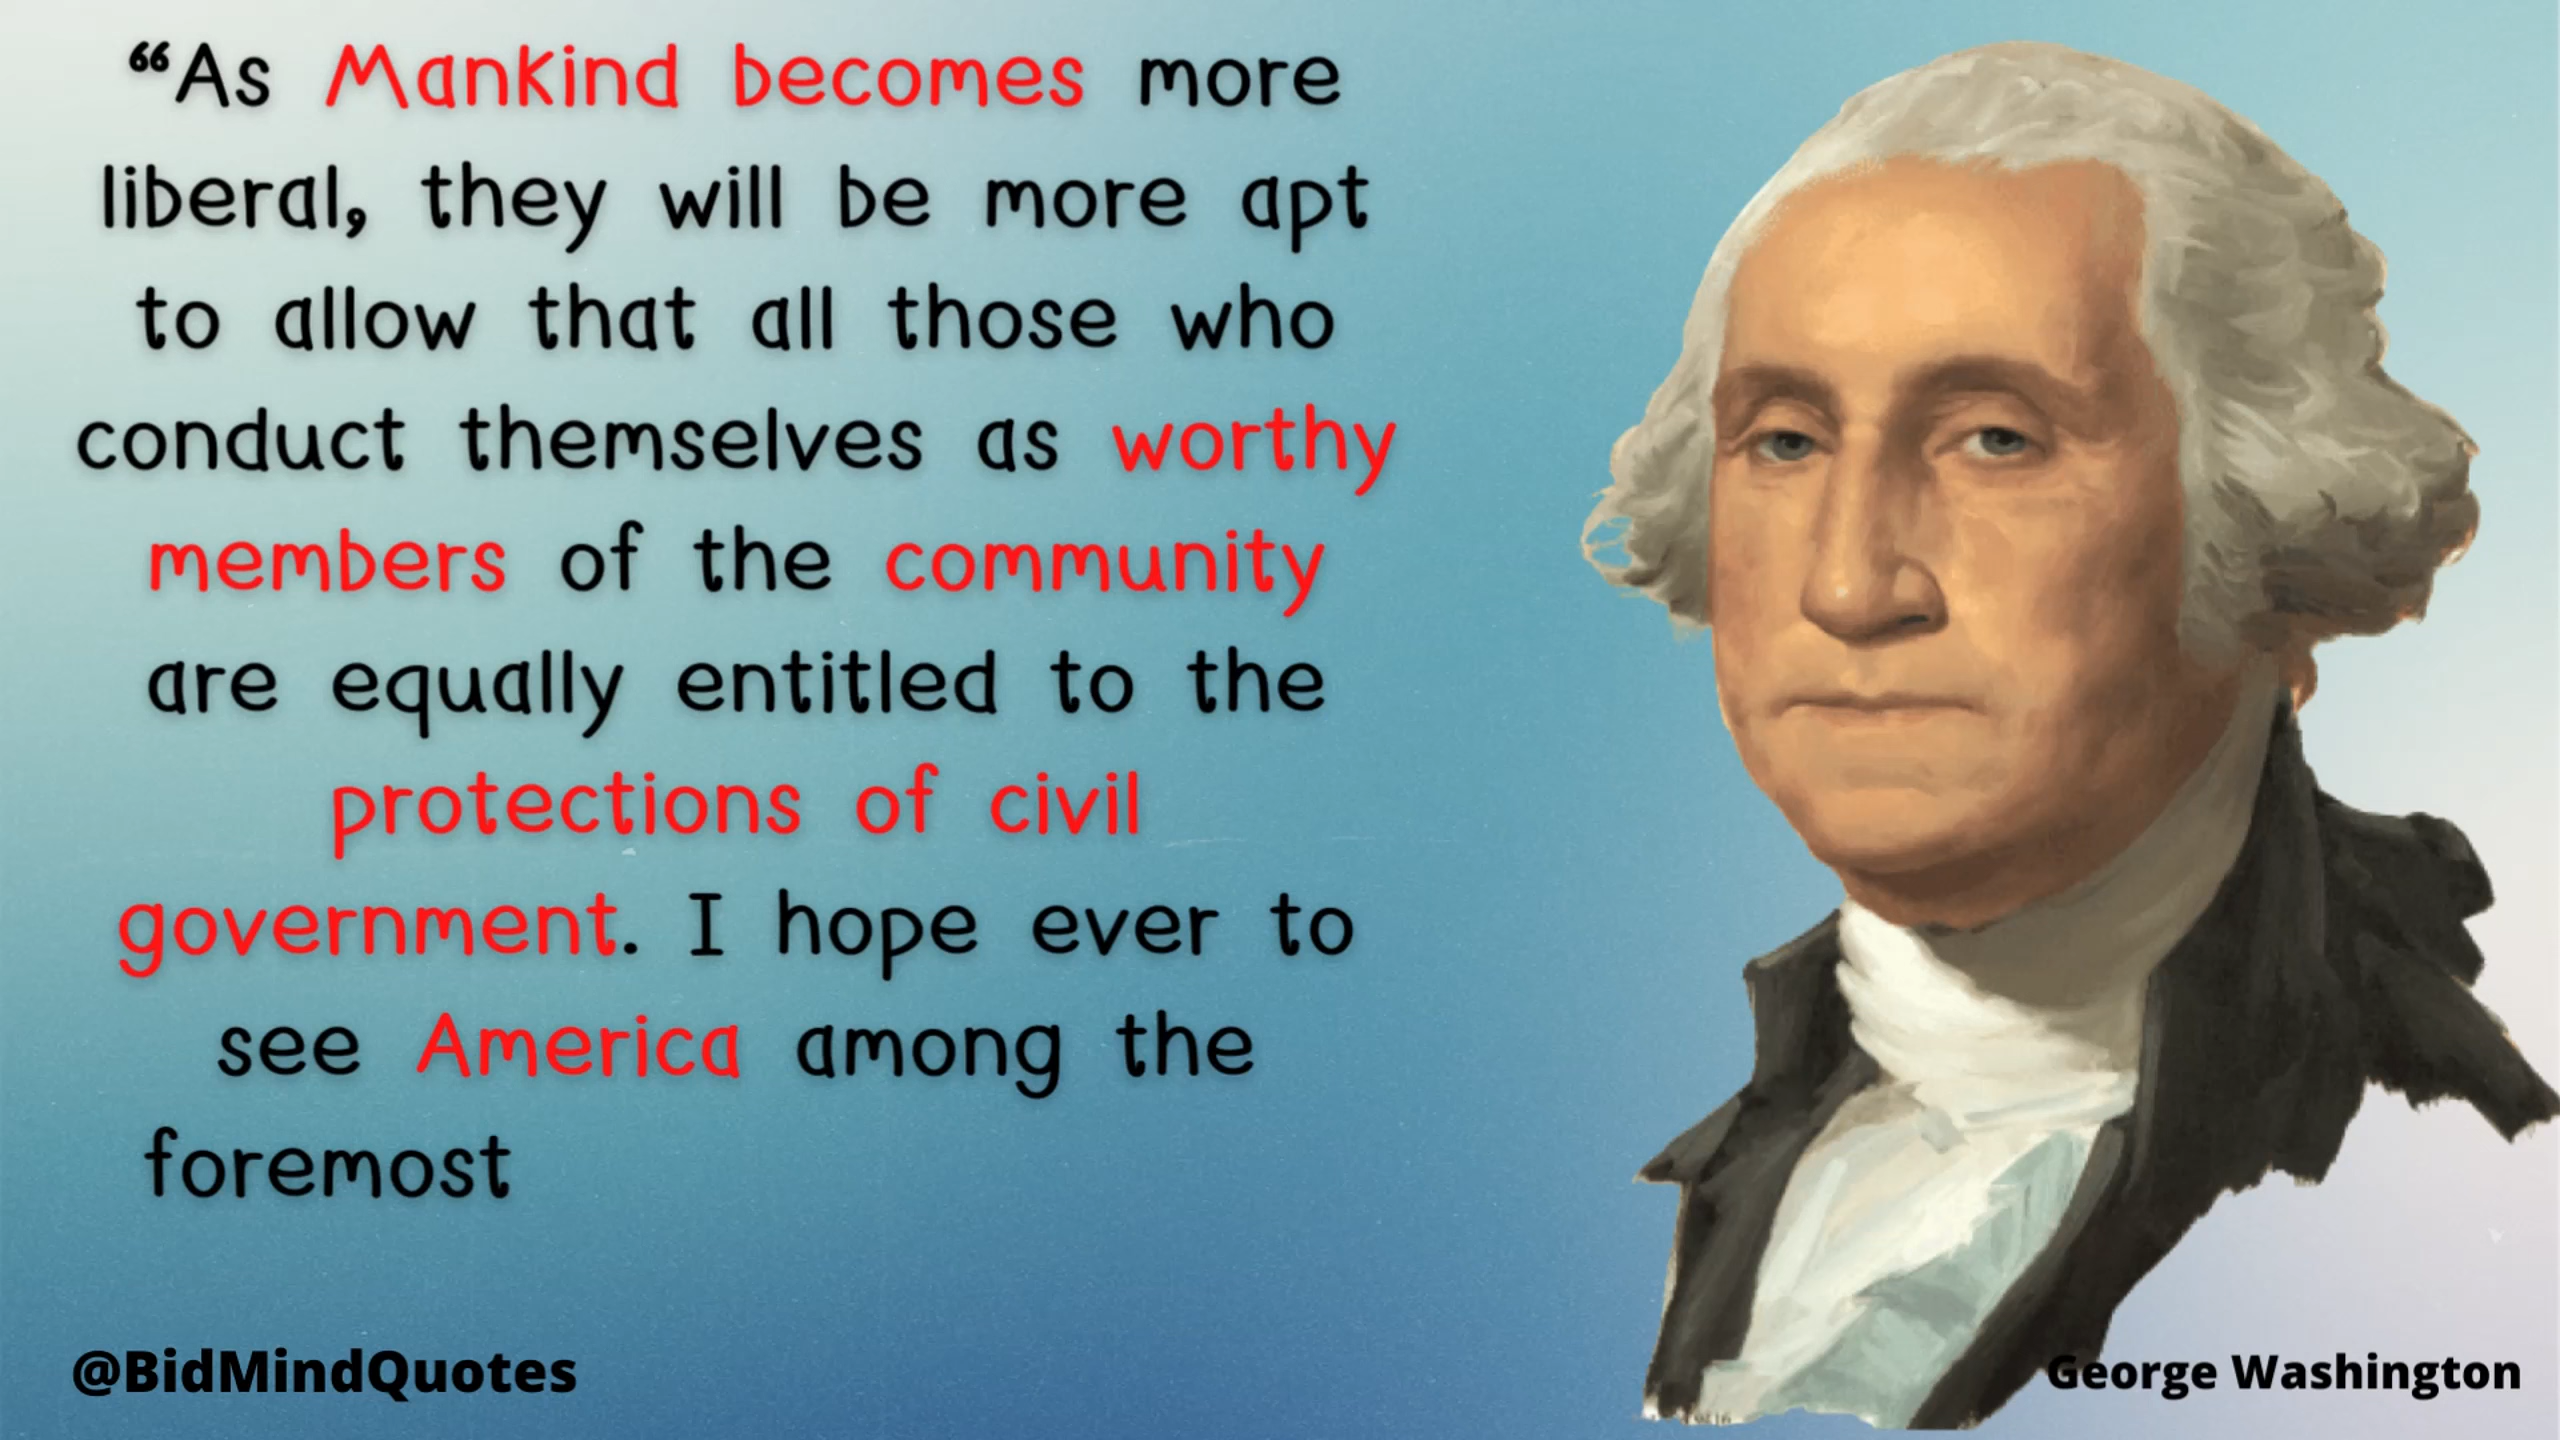 “As Mankind becomes more
liberal, they will be more apt
to allow that all those who
conduct themselves as worthy
members of the community
are equally entitled to the
protections of civil
government. I hope ever to
see America among the
foremost
@BidMindQuotes
George Washington